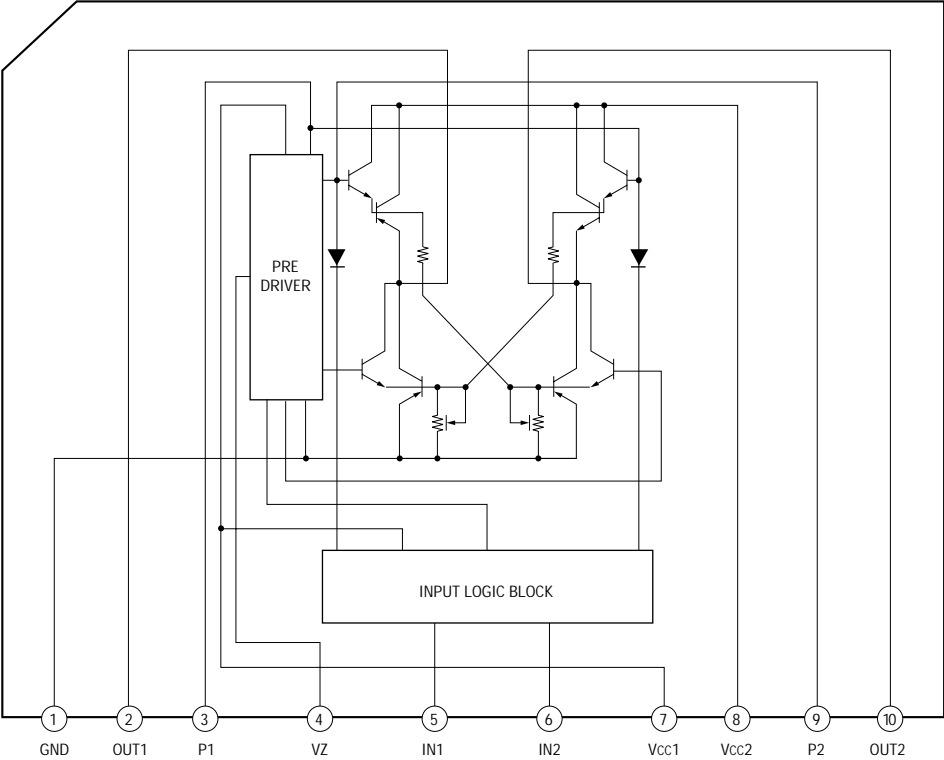 PRE
DRIVER
INPUT LOGIC BLOCK
1 2 3 4 5 6 7 8 9 10
GND OUT1 P1 VZ IN1 IN2 VCC1 VCC2 P2 OUT2